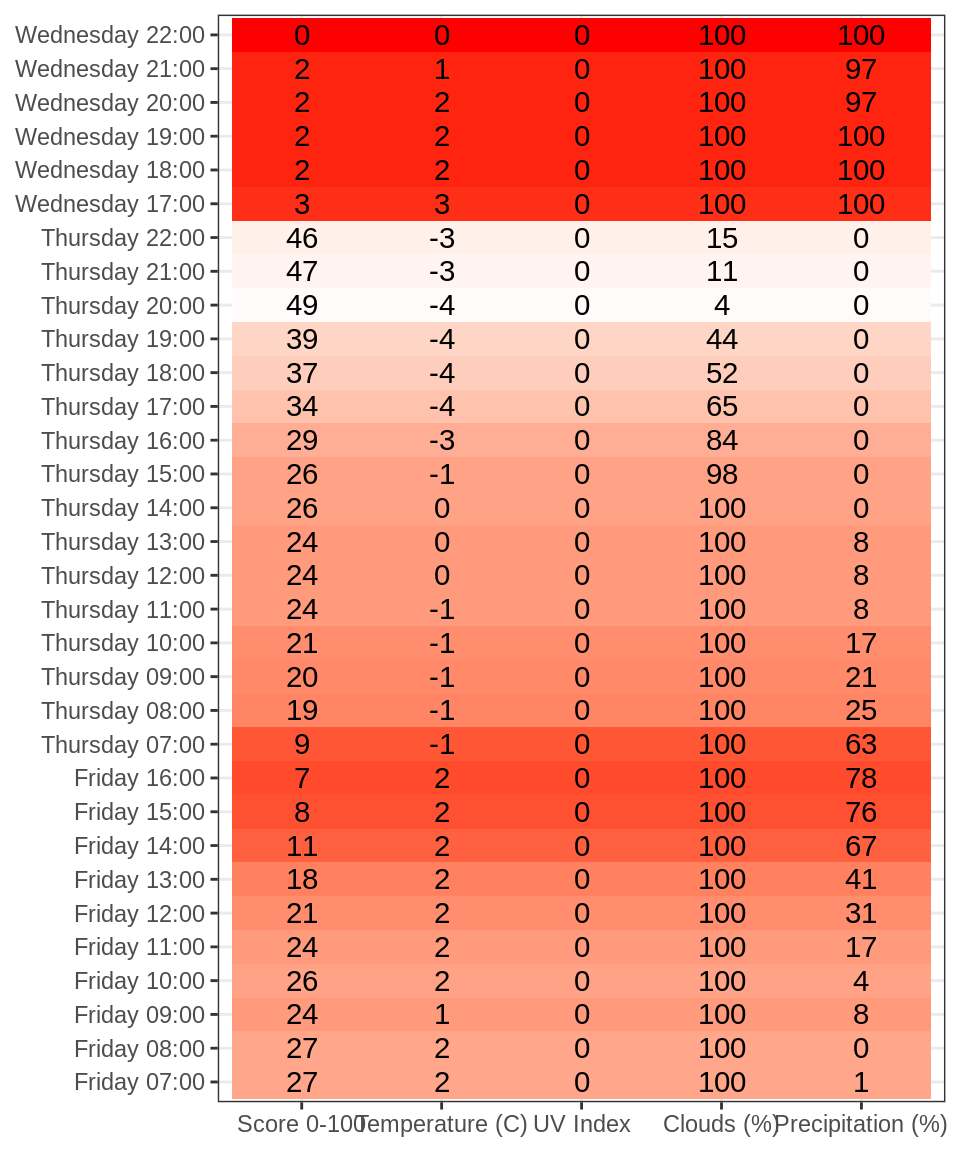 Wednesday 22:00 0 0 0 100 100
Wednesday 21:00 2 1 0 100 97
Wednesday 20:00 2 2 0 100 97
Wednesday 19:00 2 2 0 100 100
Wednesday 18:00 2 2 0 100 100
Wednesday 17:00 3 3 0 100 100
Thursday 22:00 46 -3 0 15 0
Thursday 21:00 47 -3 0 11 0
Thursday 20:00 49 -4 0 4 0
Thursday 19:00 39 -4 0 44 0
Thursday 18:00 37 -4 0 52 0
Thursday 17:00 34 -4 0 65 0
Thursday 16:00 29 -3 0 84 0
Thursday 15:00 26 -1 0 98 0
Thursday 14:00 26 0 0 100 0
Thursday 13:00 24 0 0 100 8
Thursday 12:00 24 0 0 100 8
Thursday 11:00 24 -1 0 100 8
Thursday 10:00 21 -1 0 100 17
Thursday 09:00 20 -1 0 100 21
Thursday 08:00 19 -1 0 100 25
Thursday 07:00 9 -1 0 100 63
Friday 16:00 7 2 0 100 78
Friday 15:00 8 2 0 100 76
Friday 14:00 11 2 0 100 67
Friday 13:00 18 2 0 100 41
Friday 12:00 21 2 0 100 31
Friday 11:00 24 2 0 100 17
Friday 10:00 26 2 0 100 4
Friday 09:00 24 1 0 100 8
Friday 08:00 27 2 0 100 0
Friday 07:00 27 2 0 100 1
Score 0-100 Temperature (C) UV Index Clouds (%) Precipitation (%)